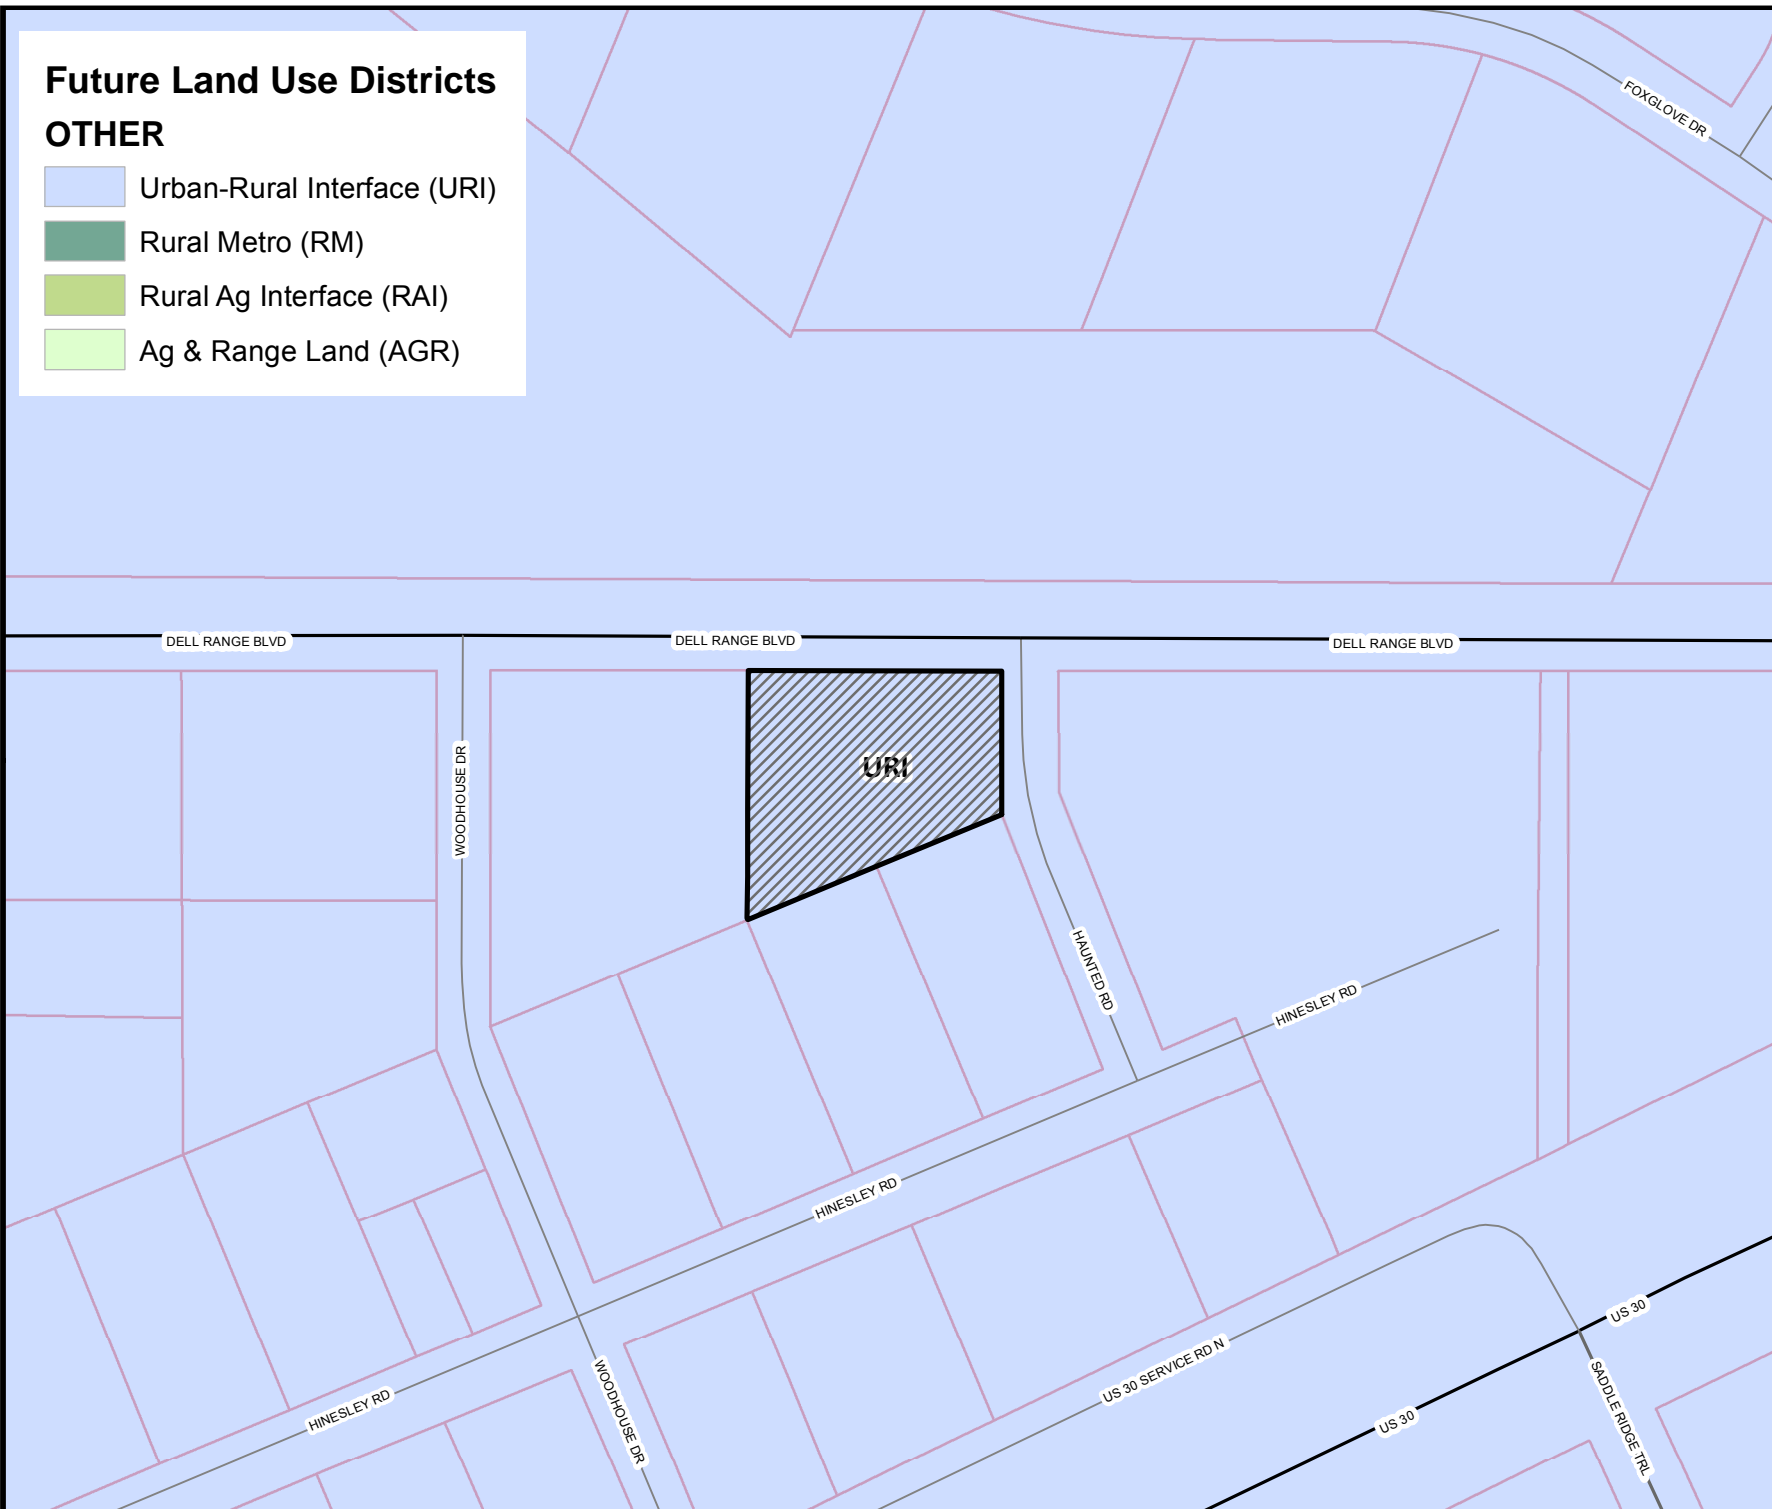 Future Land Use Districts
OTHER
Urban-Rural Interface (URI)
Rural Metro (RM)
Rural Ag Interface (RAI)
Ag & Range Land (AGR)
FOXGLOVE DR
DELL RANGE BLVD
DELL RANGE BLVD
DELL RANGE BLVD
URI
WOODHOUSE DR
HAUNTED RD
HINESLEY RD
HINESLEY RD
US 30
US 30 SERVICE RD N
SADDLE RIDGE TRL
HINESLEY RD
WOODHOUSE DR
US 30